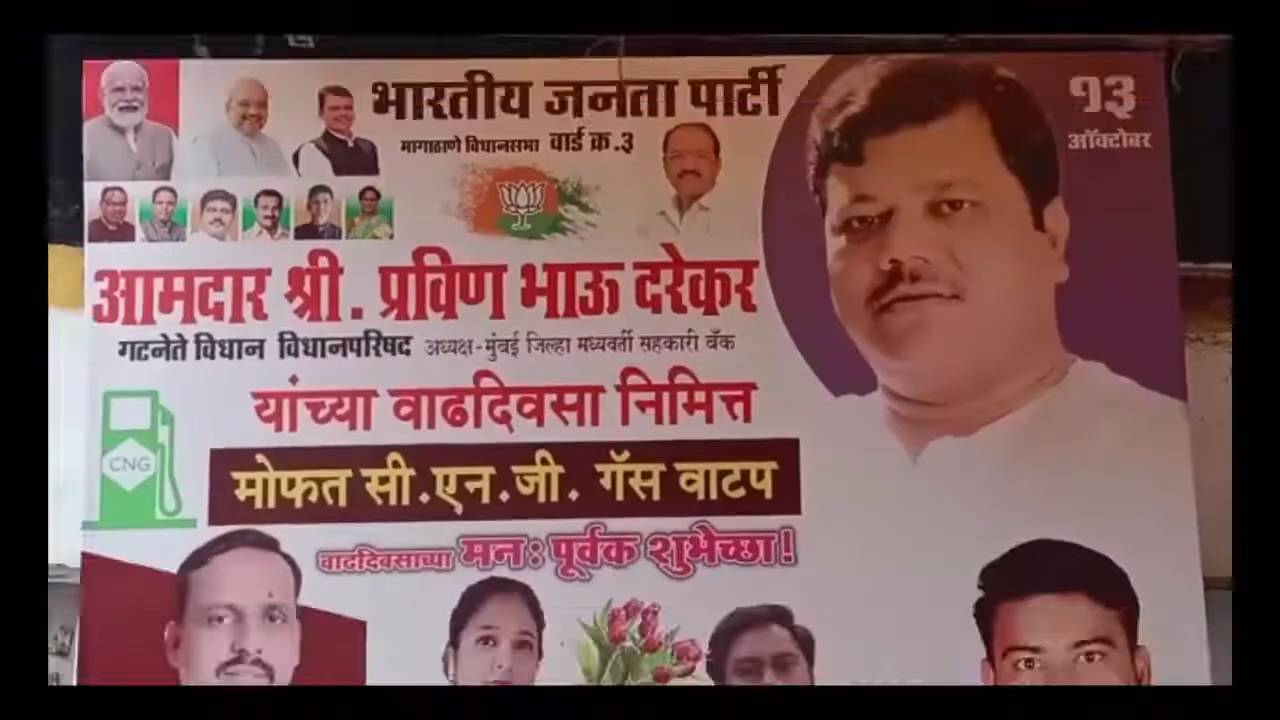 भारतीय जनता पार्टी
मागाठाणे विधानसभा वार्ड क्र.३
१३
ऑक्टोबर
आमदार श्री. प्रविण भाऊ दरेकर
गटनेते विधान विधानपरिषद अध्यक्ष-मुंबई जिल्हा मध्यवर्ती सहकारी बँक
यांच्या वाढदिवसा निमित्त
CNG
मोफत सी.एन.जी. गॅस वाटप
वाढदिवसाच्या मनःपूर्वक शुभेच्छा!